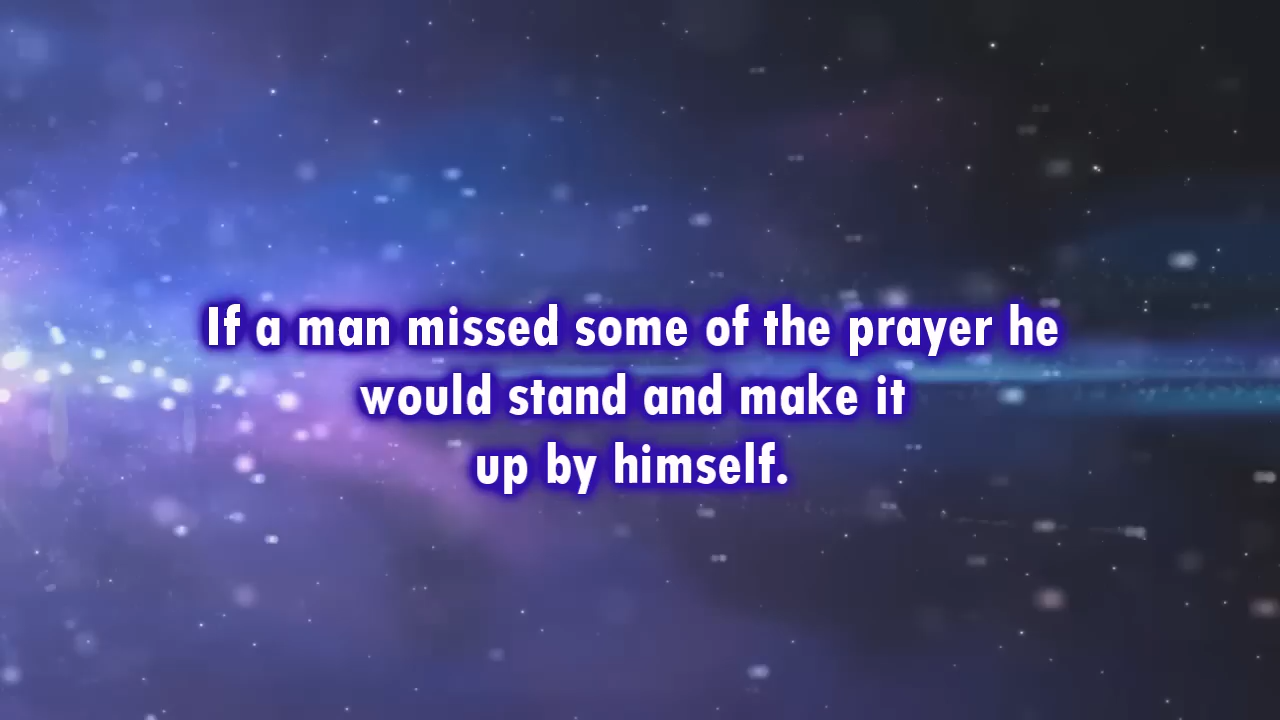 If a man missed some of the prayer he
would stand and make it
up by himself.